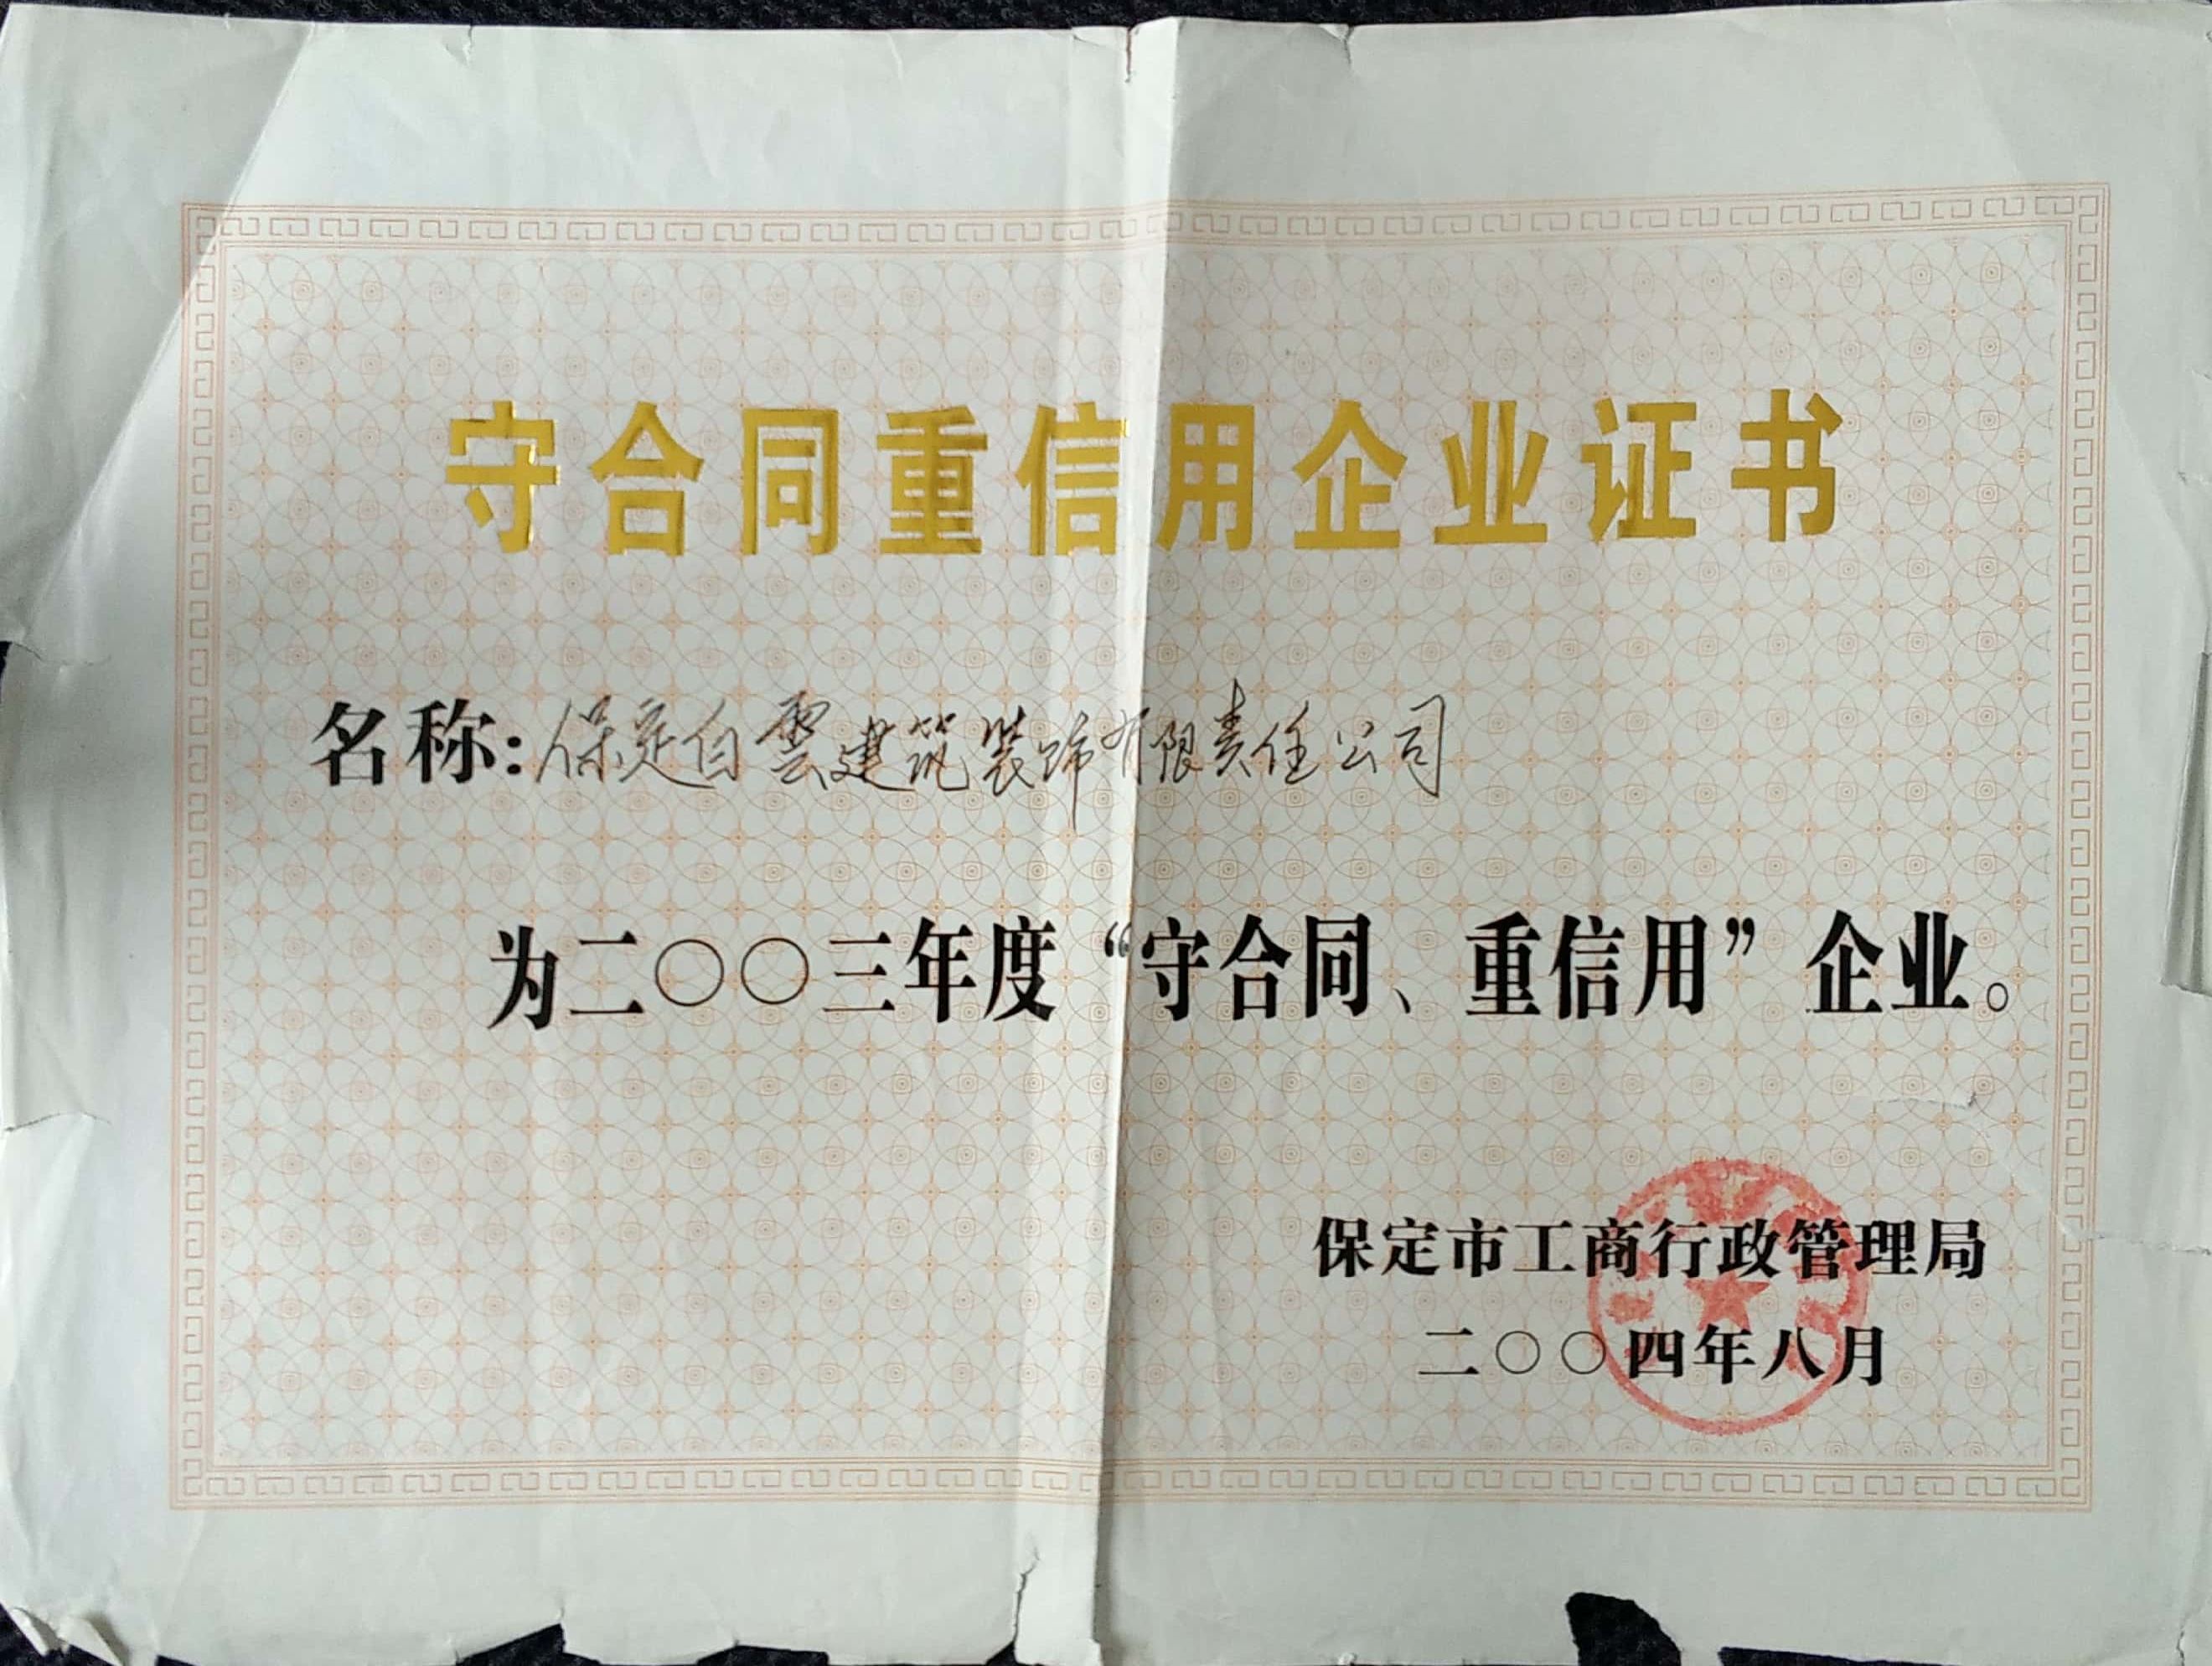 守合同重信用企业证书
名称:保定白雲建筑装饰有限责任公司
为二〇〇三年度“守合同、重信用”企业。
保定市工商行政管理局
二〇〇四年八月